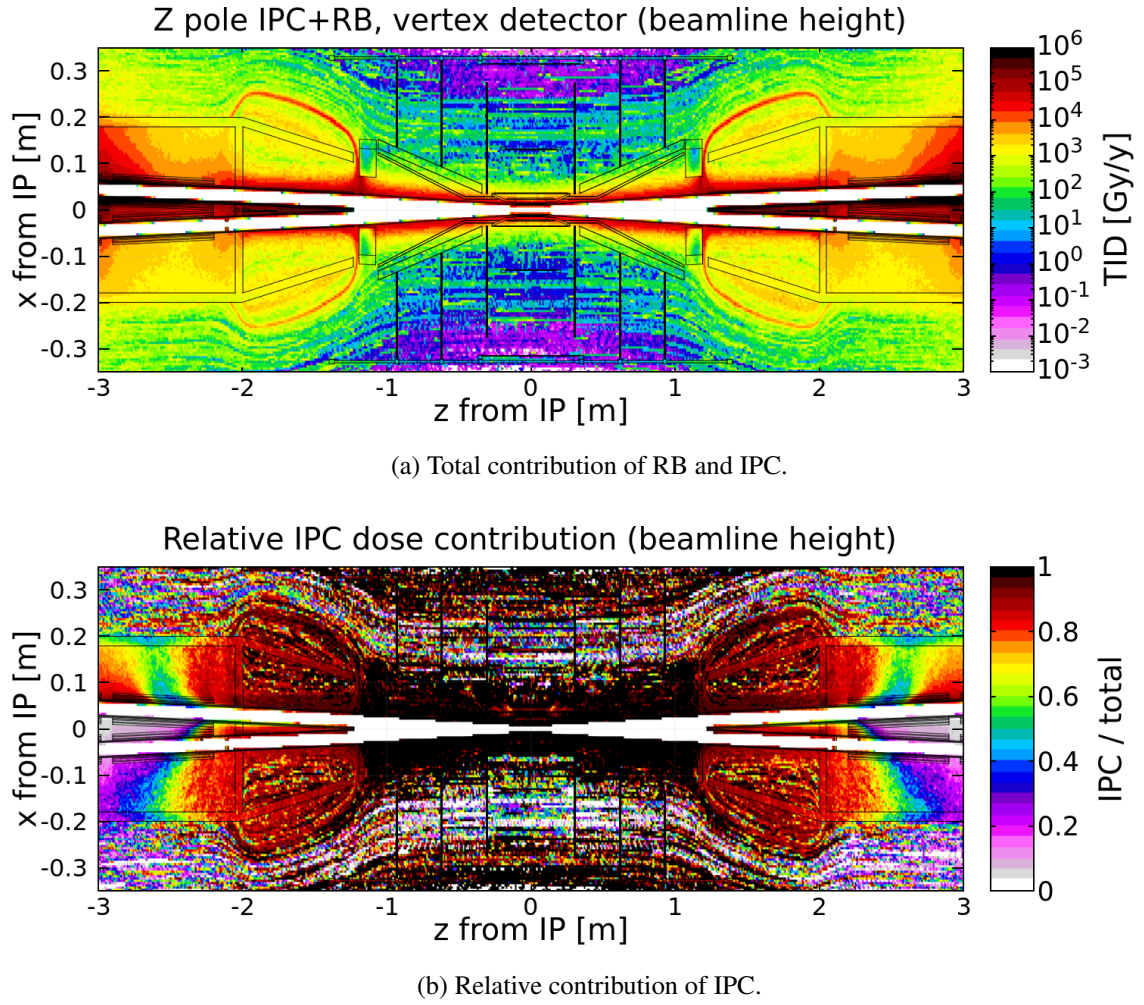 Z pole IPC+RB, vertex detector (beamline height)
0.3
0.2
0.1
0
-0.1
-0.2
-0.3
x from IP [m]
-3 -2 -1 0 1 2 3
z from IP [m]
10^6
10^5
10^4
10^3
10^2
10^1
10^0
10^-1
10^-2
10^-3
TID [Gy/y]
(a) Total contribution of RB and IPC.
Relative IPC dose contribution (beamline height)
0.3
0.2
0.1
0
-0.1
-0.2
-0.3
x from IP [m]
-3 -2 -1 0 1 2 3
z from IP [m]
1
0.8
0.6
0.4
0.2
0
IPC / total
(b) Relative contribution of IPC.